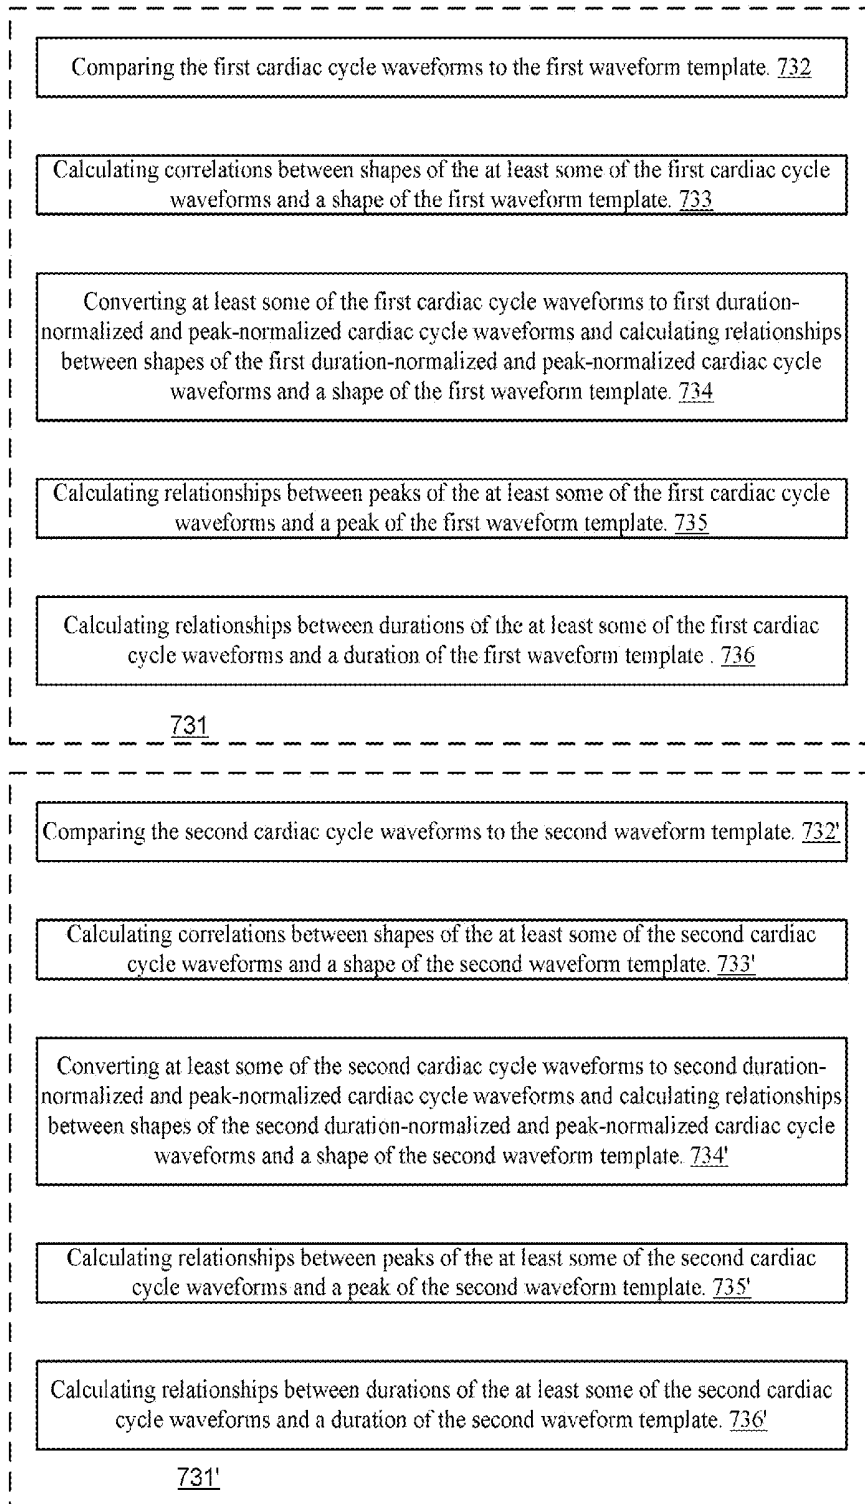 Comparing the first cardiac cycle waveforms to the first waveform template. 732
Calculating correlations between shapes of the at least some of the first cardiac cycle
waveforms and a shape of the first waveform template. 733
Converting at least some of the first cardiac cycle waveforms to first duration-
normalized and peak-normalized cardiac cycle waveforms and calculating relationships
between shapes of the first duration-normalized and peak-normalized cardiac cycle
waveforms and a shape of the first waveform template. 734
Calculating relationships between peaks of the at least some of the first cardiac cycle
waveforms and a peak of the first waveform template. 735
Calculating relationships between durations of the at least some of the first cardiac
cycle waveforms and a duration of the first waveform template . 736
731
Comparing the second cardiac cycle waveforms to the second waveform template. 732'
Calculating correlations between shapes of the at least some of the second cardiac
cycle waveforms and a shape of the second waveform template. 733'
Converting at least some of the second cardiac cycle waveforms to second duration-
normalized and peak-normalized cardiac cycle waveforms and calculating relationships
between shapes of the second duration-normalized and peak-normalized cardiac cycle
waveforms and a shape of the second waveform template. 734'
Calculating relationships between peaks of the at least some of the second cardiac
cycle waveforms and a peak of the second waveform template. 735'
Calculating relationships between durations of the at least some of the second cardiac
cycle waveforms and a duration of the second waveform template. 736'
731'